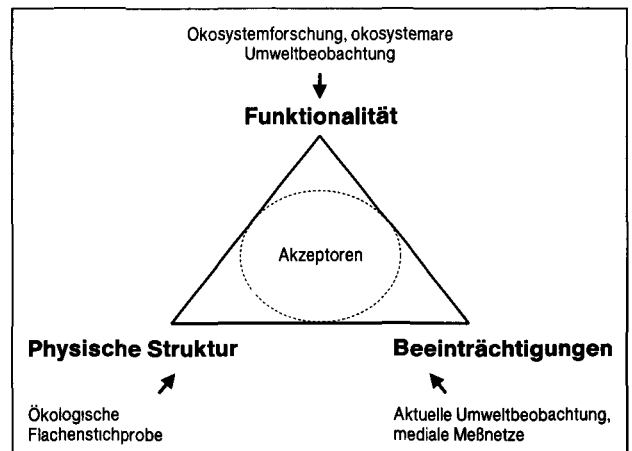 Okosystemforschung, okosystemare
Umweltbeobachtung
Funktionalität
Akzeptoren
Physische Struktur
Beeinträchtigungen
Ökologische
Flachenstichprobe
Aktuelle Umweltbeobachtung,
mediale Meßnetze